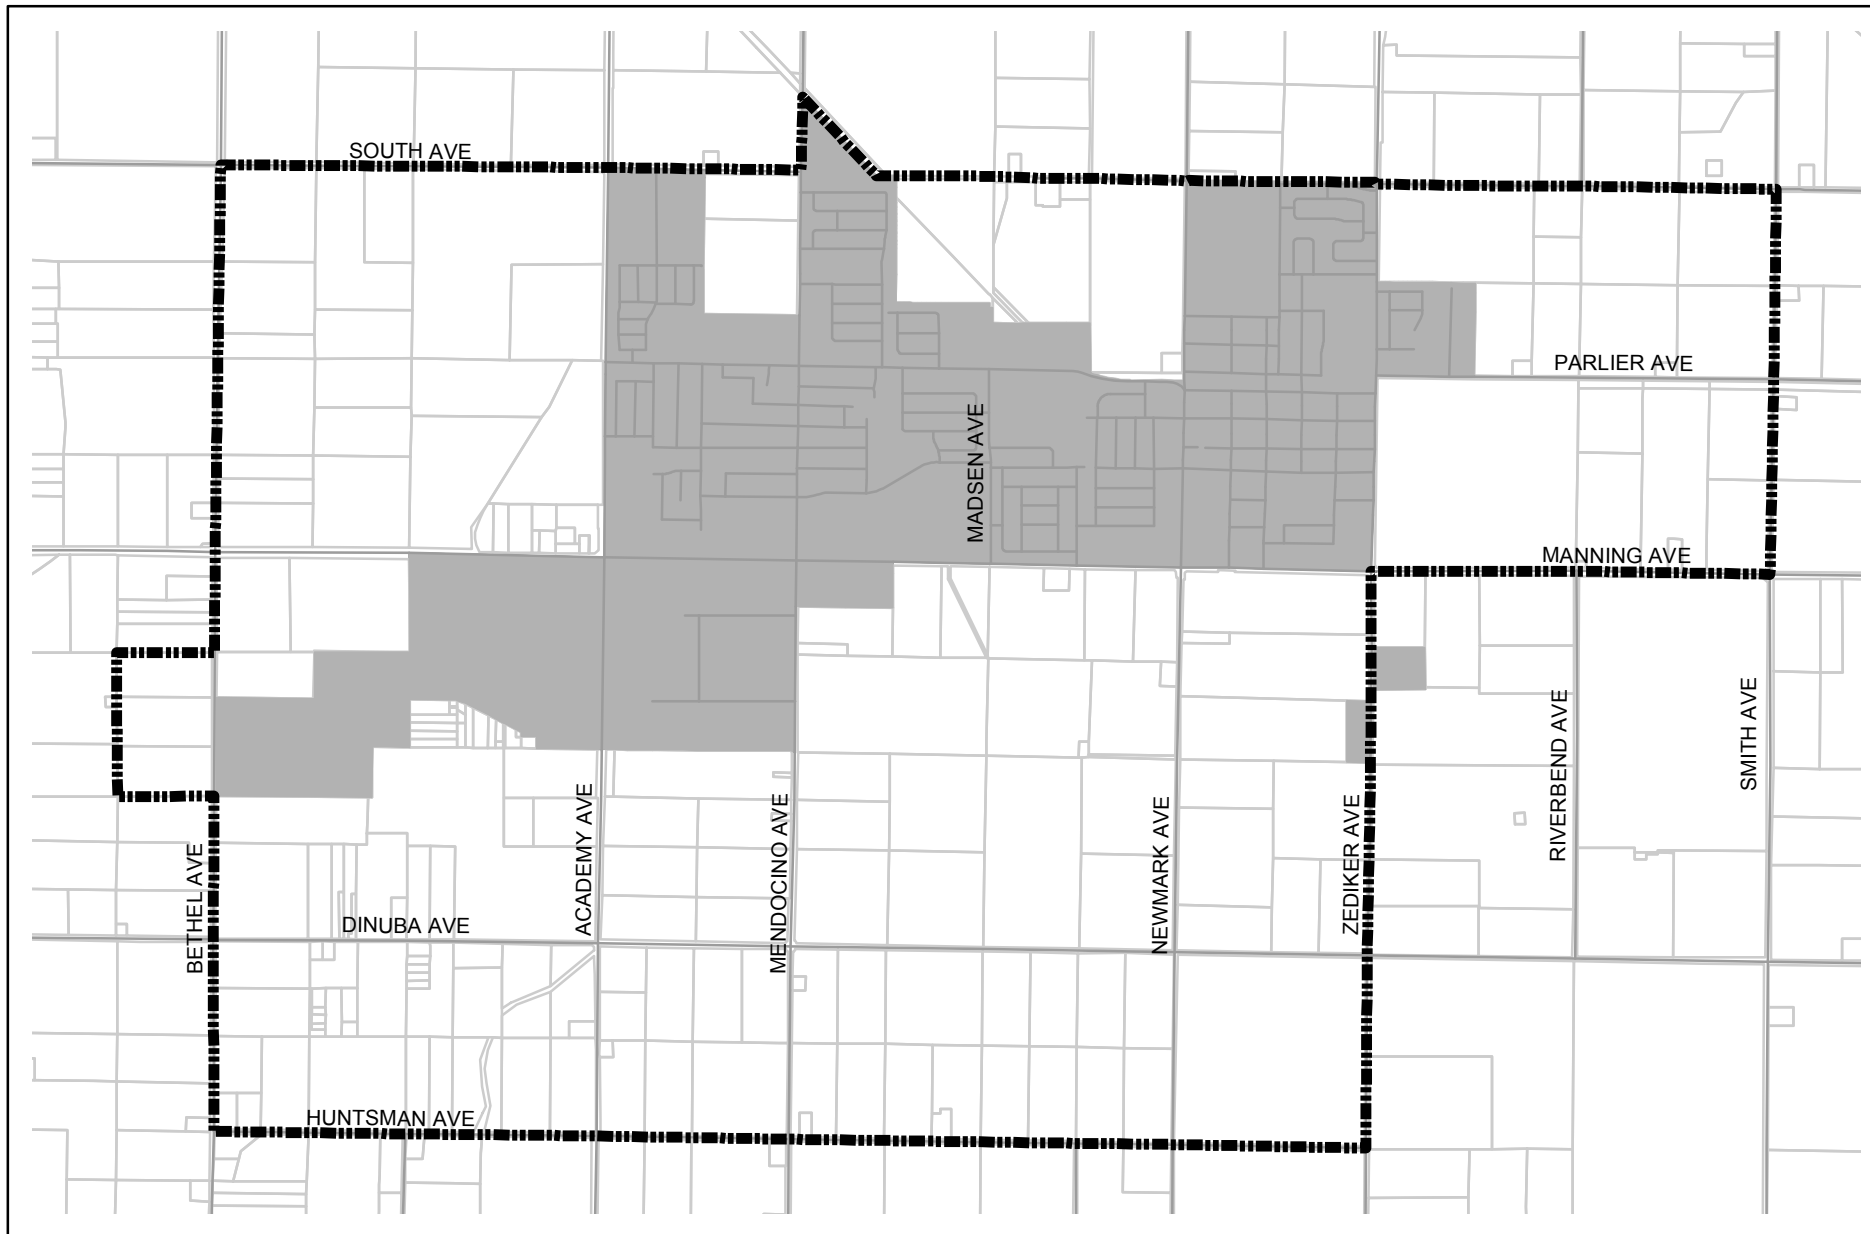 SOUTH AVE
PARLIER AVE
MADSEN AVE
MANNING AVE
RIVERBEND AVE
SMITH AVE
BETHEL AVE
ACADEMY AVE
MENDOCINO AVE
NEWMARK AVE
ZEDIKER AVE
DINUBA AVE
HUNTSMAN AVE